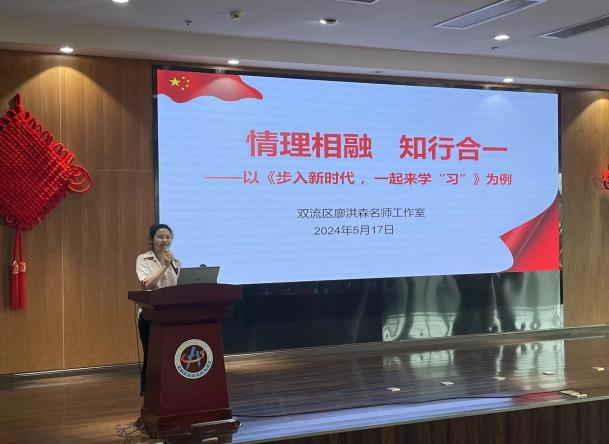 情理相融 知行合一
——以《步入新时代，一起来学“习”》为例
双流区廖洪森名师工作室
2024年5月17日